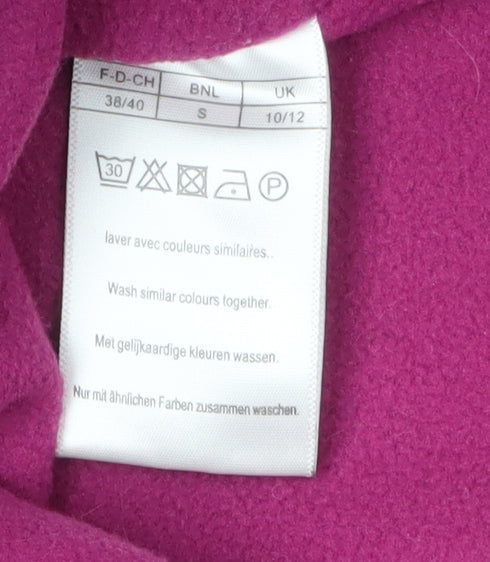 F-D-CH BNL UK
38/40 S 10/12
30 P
laver avec couleurs similaires..
Wash similar colours together.
Met gelijkaardige kleuren wassen.
Nur mit ähnlichen Farben zusammen waschen.